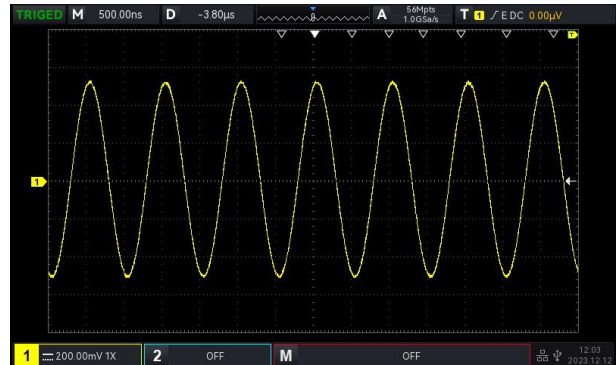 TRIGED M 500.00ns D -3.80μs A 56Mpts 1.0GSa/s T 1 E DC 0.00μV
T
1
1 200.00mV 1X 2 OFF M OFF 12:03 2023.12.12